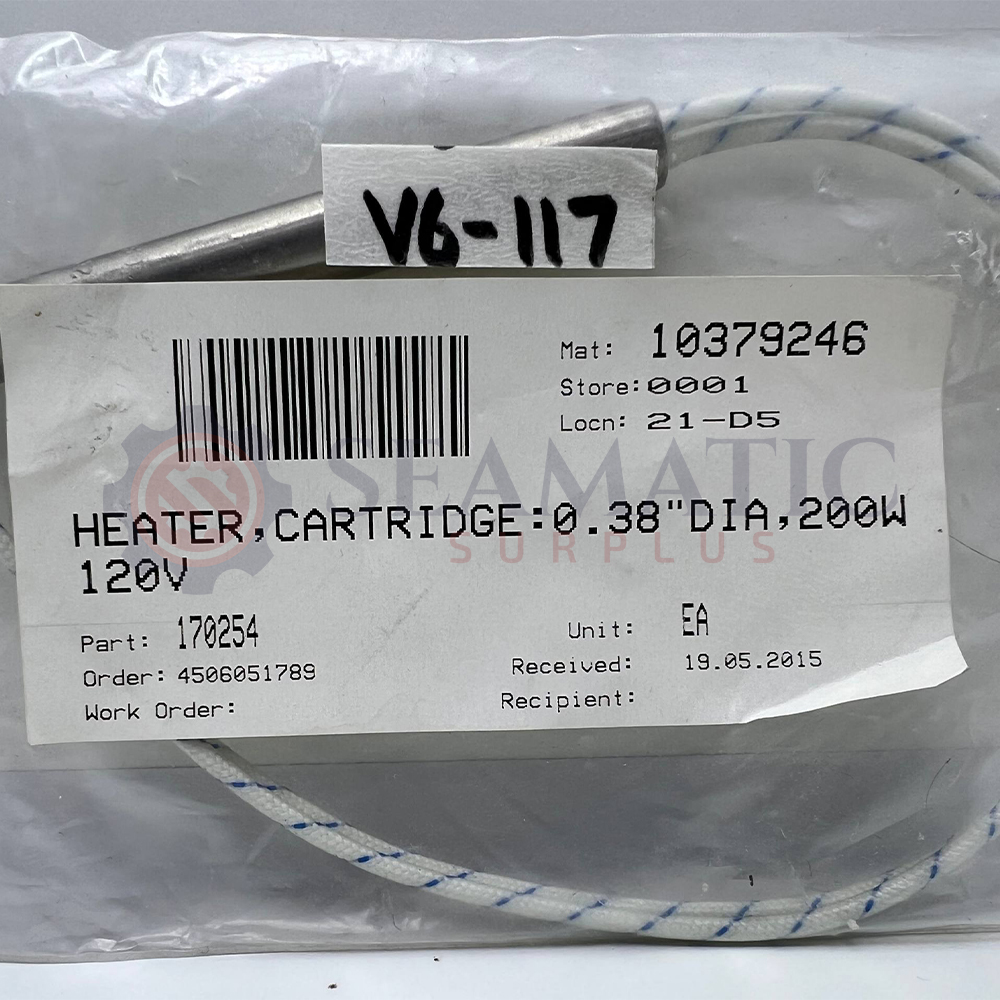 V6-117
Mat: 10379246
Store: 0001
Locn: 21-D5
SEAMATIC
SURPLUS
HEATER,CARTRIDGE:0.38"DIA,200W
120V
Part: 170254
Unit: EA
Order: 4506051789
Received: 19.05.2015
Work Order:
Recipient: